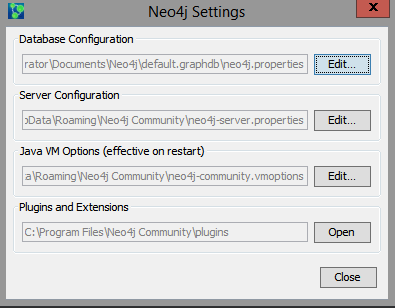 Neo4j Settings
Database Configuration
rator\Documents\Neo4j\default.graphdb\neo4j.properties
Edit...
Server Configuration
oData\Roaming\Neo4j Community\neo4j-server.properties
Edit...
Java VM Options (effective on restart)
a\Roaming\Neo4j Community\neo4j-community.vmoptions
Edit...
Plugins and Extensions
C:\Program Files\Neo4j Community\plugins
Open
Close